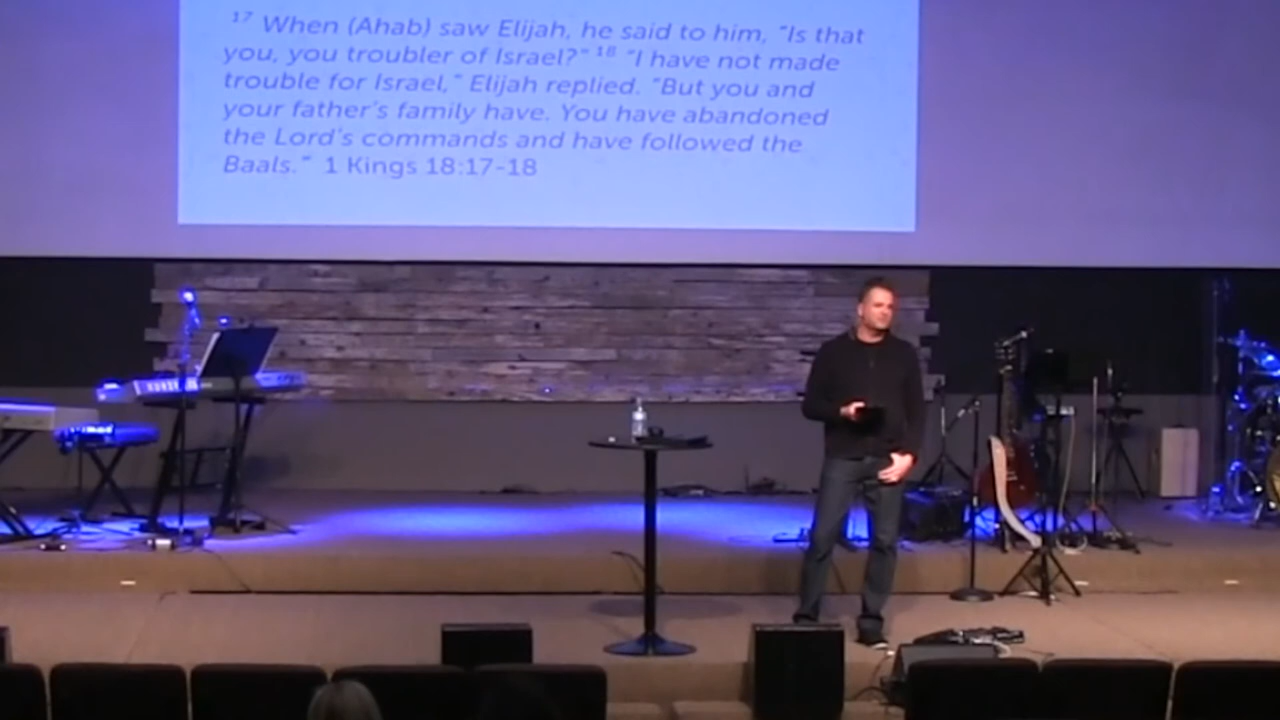 17 When (Ahab) saw Elijah, he said to him, "Is that
you, you troubler of Israel?" 18 "I have not made
trouble for Israel," Elijah replied. "But you and
your father's family have. You have abandoned
the Lord's commands and have followed the
Baals." 1 Kings 18:17-18